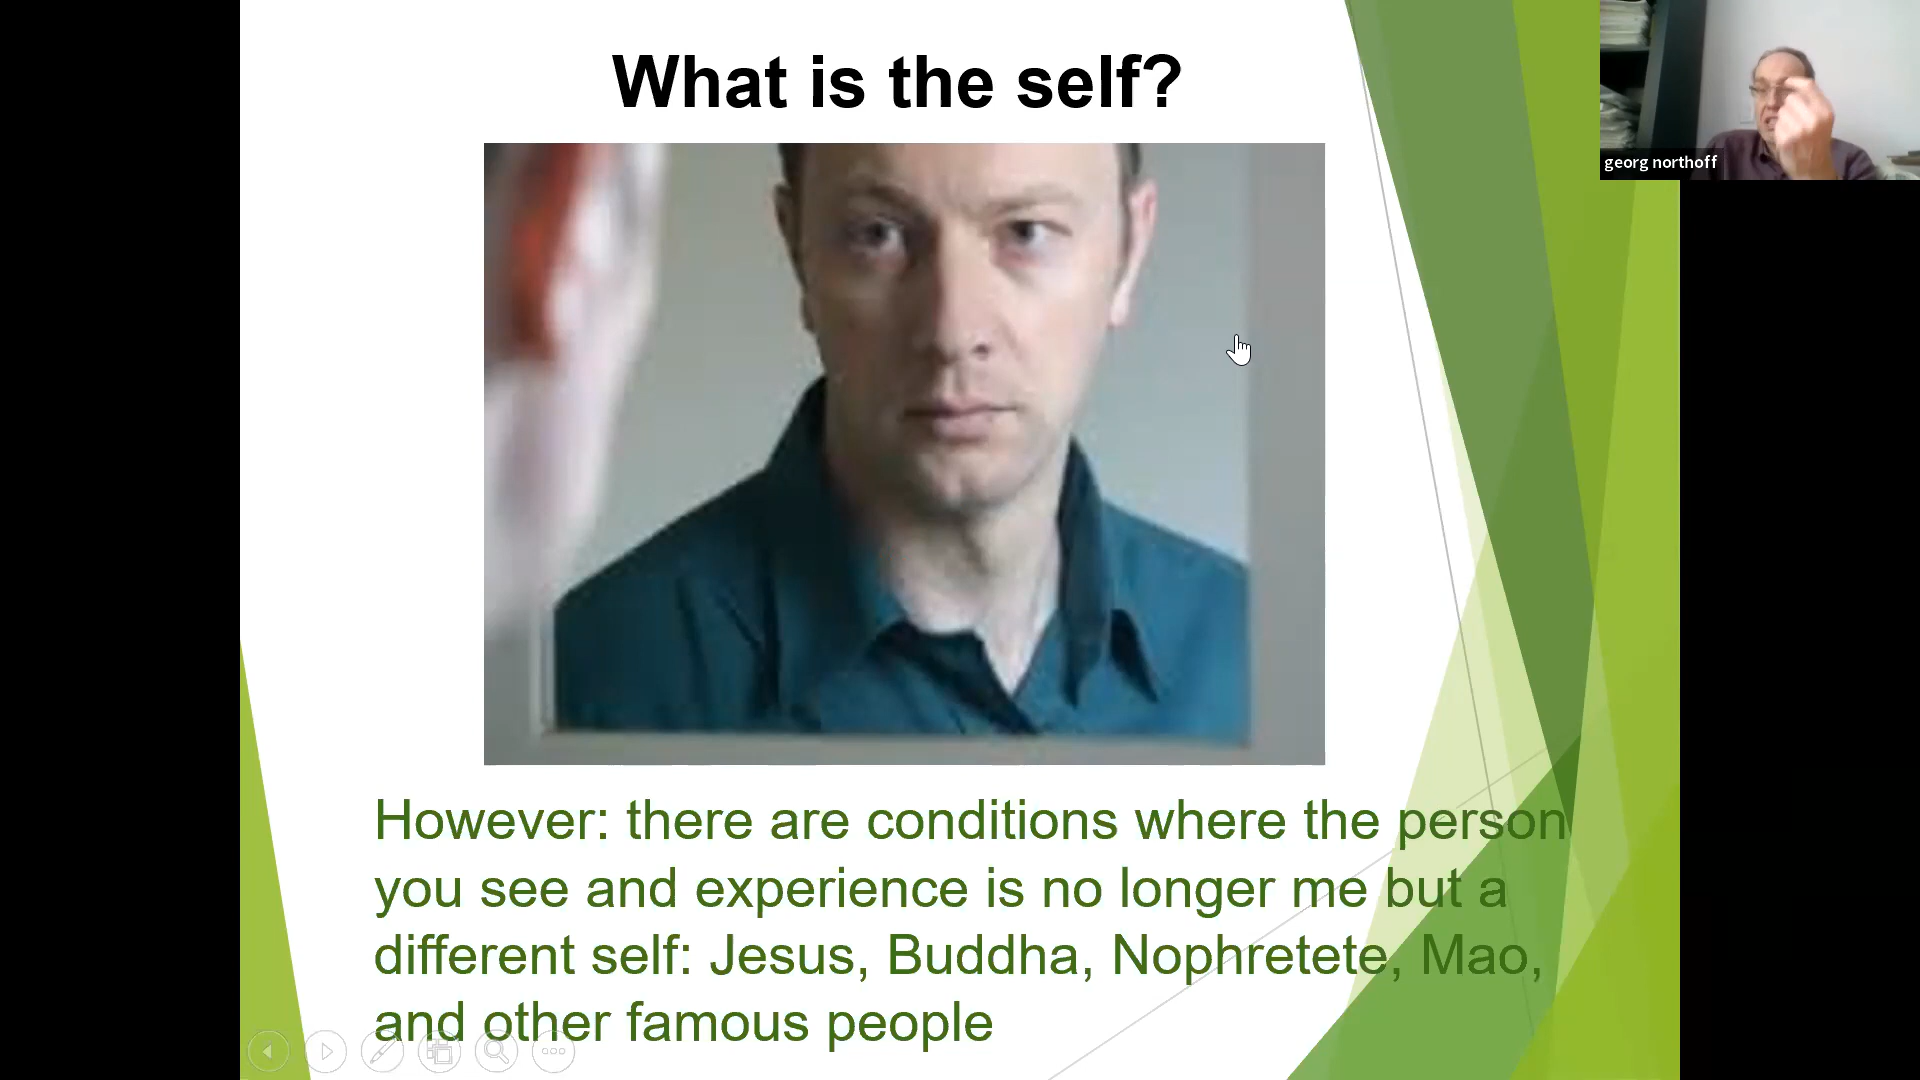 What is the self?
georg northoff
However: there are conditions where the person
you see and experience is no longer me but a
different self: Jesus, Buddha, Nophretete, Mao,
and other famous people